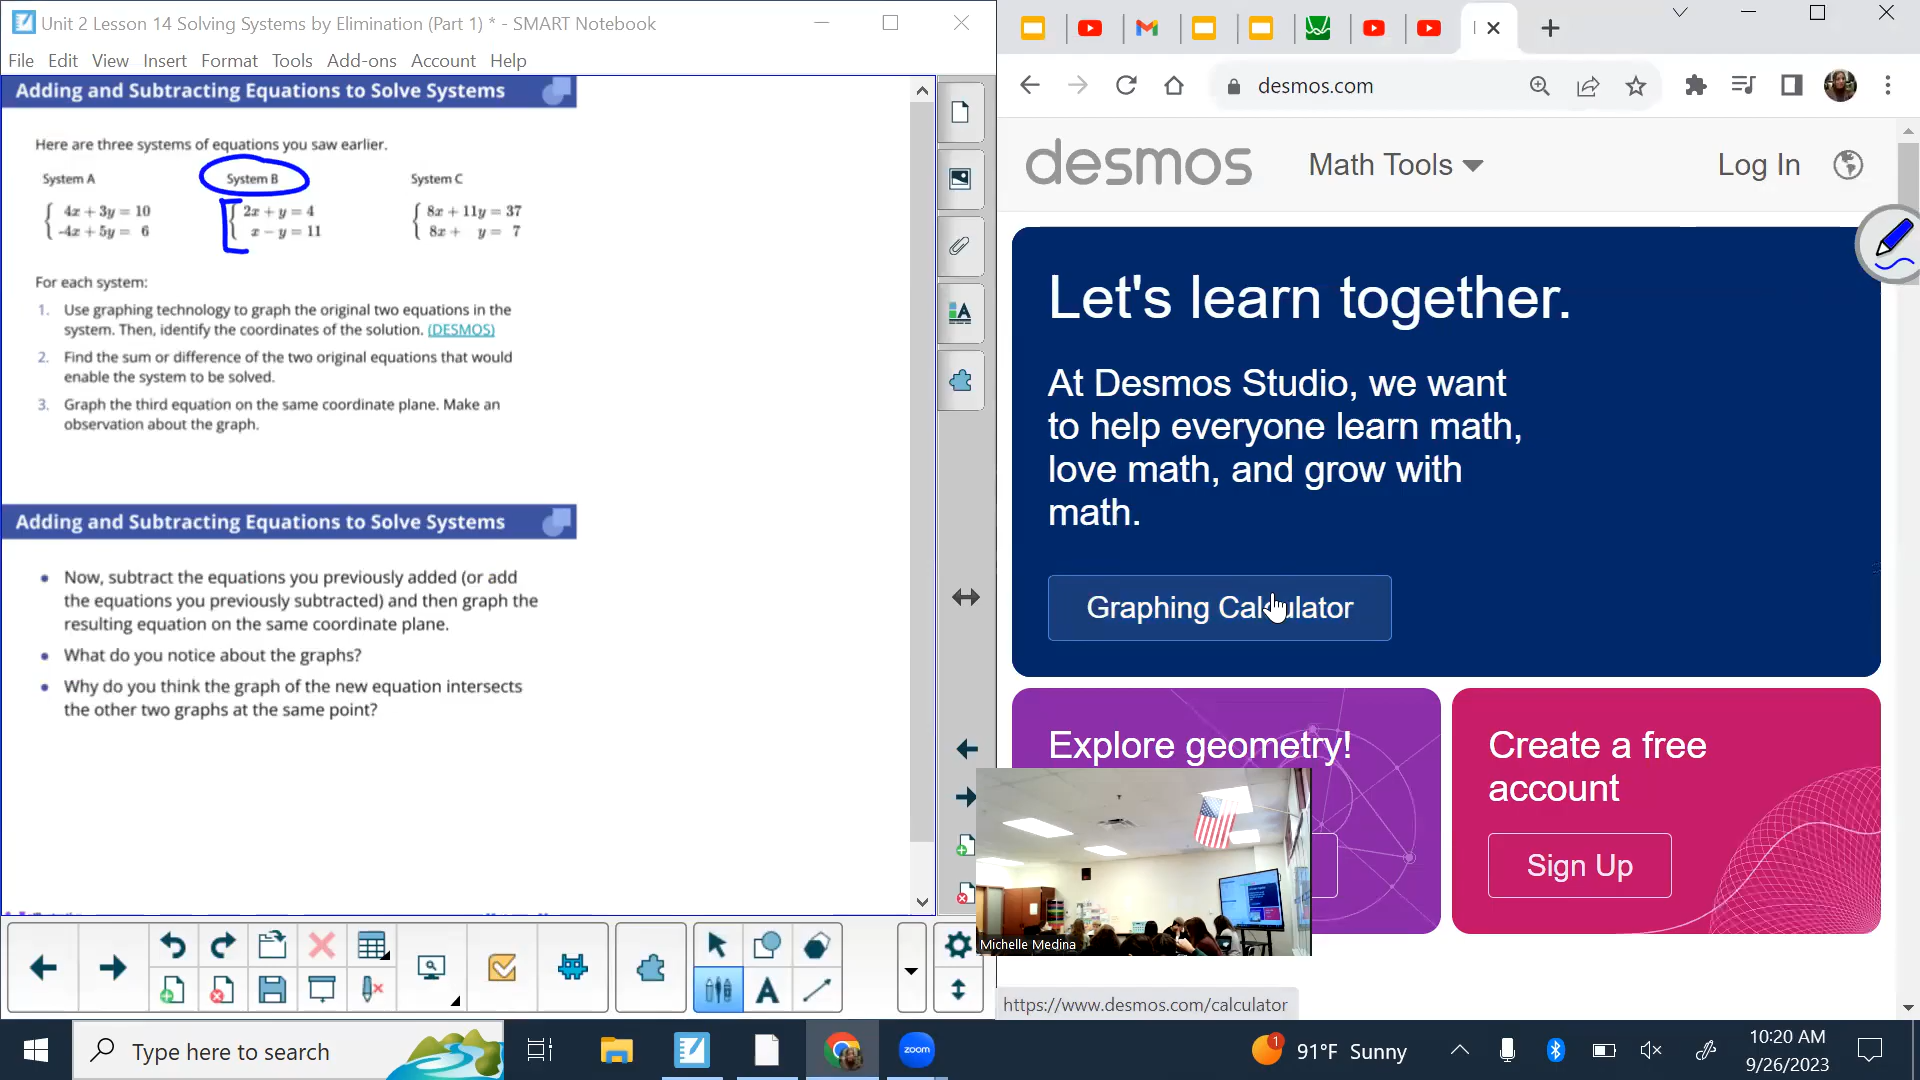 Unit 2 Lesson 14 Solving Systems by Elimination (Part 1) * - SMART Notebook
File Edit View Insert Format Tools Add-ons Account Help
Adding and Subtracting Equations to Solve Systems
Here are three systems of equations you saw earlier.
System A System B System C
4x + 3y = 10 2x + y = 4 8x + 11y = 37
-4x + 5y = 6 x − y = 11 8x + y = 7
For each system:
1. Use graphing technology to graph the original two equations in the
system. Then, identify the coordinates of the solution. (DESMOS)
2. Find the sum or difference of the two original equations that would
enable the system to be solved.
3. Graph the third equation on the same coordinate plane. Make an
observation about the graph.
Adding and Subtracting Equations to Solve Systems
• Now, subtract the equations you previously added (or add
the equations you previously subtracted) and then graph the
resulting equation on the same coordinate plane.
• What do you notice about the graphs?
• Why do you think the graph of the new equation intersects
the other two graphs at the same point?
desmos.com
desmos Math Tools Log In
Let's learn together.
At Desmos Studio, we want
to help everyone learn math,
love math, and grow with
math.
Graphing Calculator
Explore geometry!
Create a free
account
Sign Up
Michelle Medina
https://www.desmos.com/calculator
Type here to search
zoom
1
91°F Sunny
10:20 AM
9/26/2023